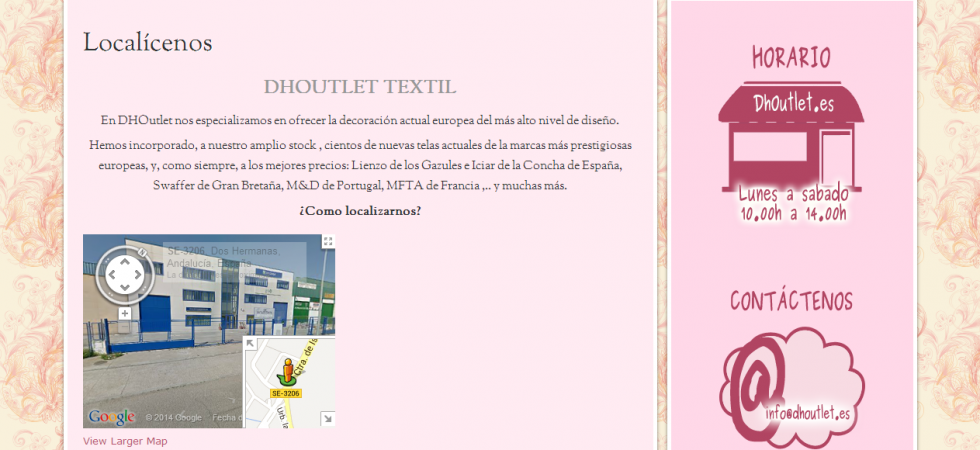 Localícenos
DHOUTLET TEXTIL
En DHOutlet nos especializamos en ofrecer la decoración actual europea del más alto nivel de diseño.
Hemos incorporado, a nuestro amplio stock , cientos de nuevas telas actuales de la marcas más prestigiosas
europeas, y, como siempre, a los mejores precios: Lienzo de los Gazules e Iciar de la Concha de España,
Swaffer de Gran Bretaña, M&D de Portugal, MFTA de Francia ,.. y muchas más.
¿Como localizarnos?
SE-3206, Dos Hermanas,
Andalucía, España
Ctra. de Is
SE-3206
Urb. la
Google © 2014 Google Fecha d
View Larger Map
HORARIO
DhOutlet.es
Lunes a sabado
10.00h a 14.00h
CONTÁCTENOS
@
info@dhoutlet.es